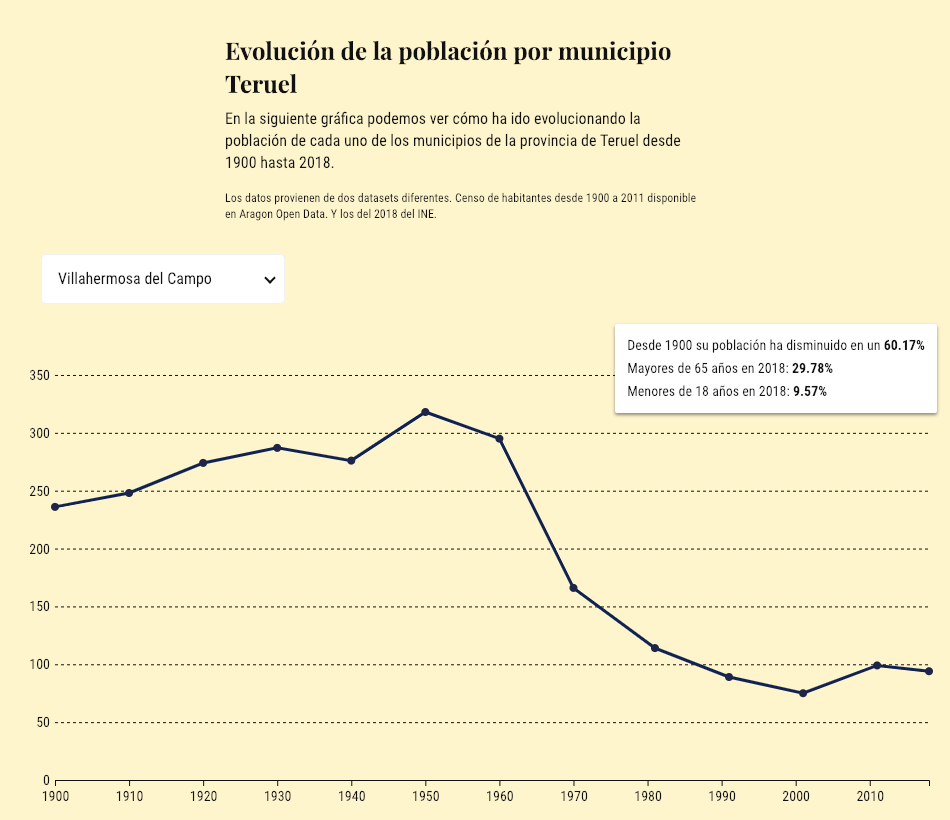 Evolución de la población por municipio
Teruel
En la siguiente gráfica podemos ver cómo ha ido evolucionando la
población de cada uno de los municipios de la provincia de Teruel desde
1900 hasta 2018.
Los datos provienen de dos datasets diferentes. Censo de habitantes desde 1900 a 2011 disponible
en Aragon Open Data. Y los del 2018 del INE.
Villahermosa del Campo
Desde 1900 su población ha disminuido en un 60.17%
Mayores de 65 años en 2018: 29.78%
Menores de 18 años en 2018: 9.57%
350
300
250
200
150
100
50
0
1900 1910 1920 1930 1940 1950 1960 1970 1980 1990 2000 2010